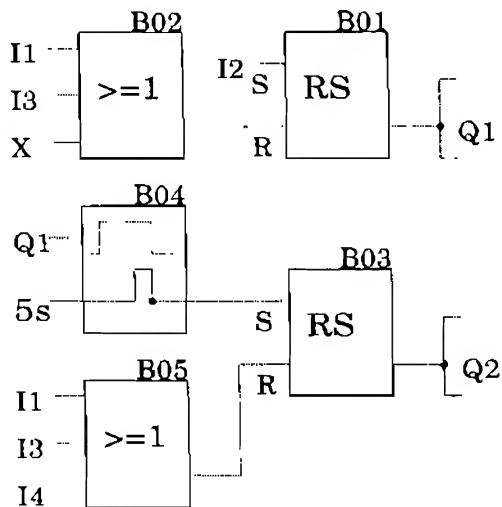 B02
I1
I3
X
>=1
B01
I2
S
R
RS
Q1
B04
Q1
5s
B03
S
R
RS
Q2
B05
I1
I3
I4
>=1